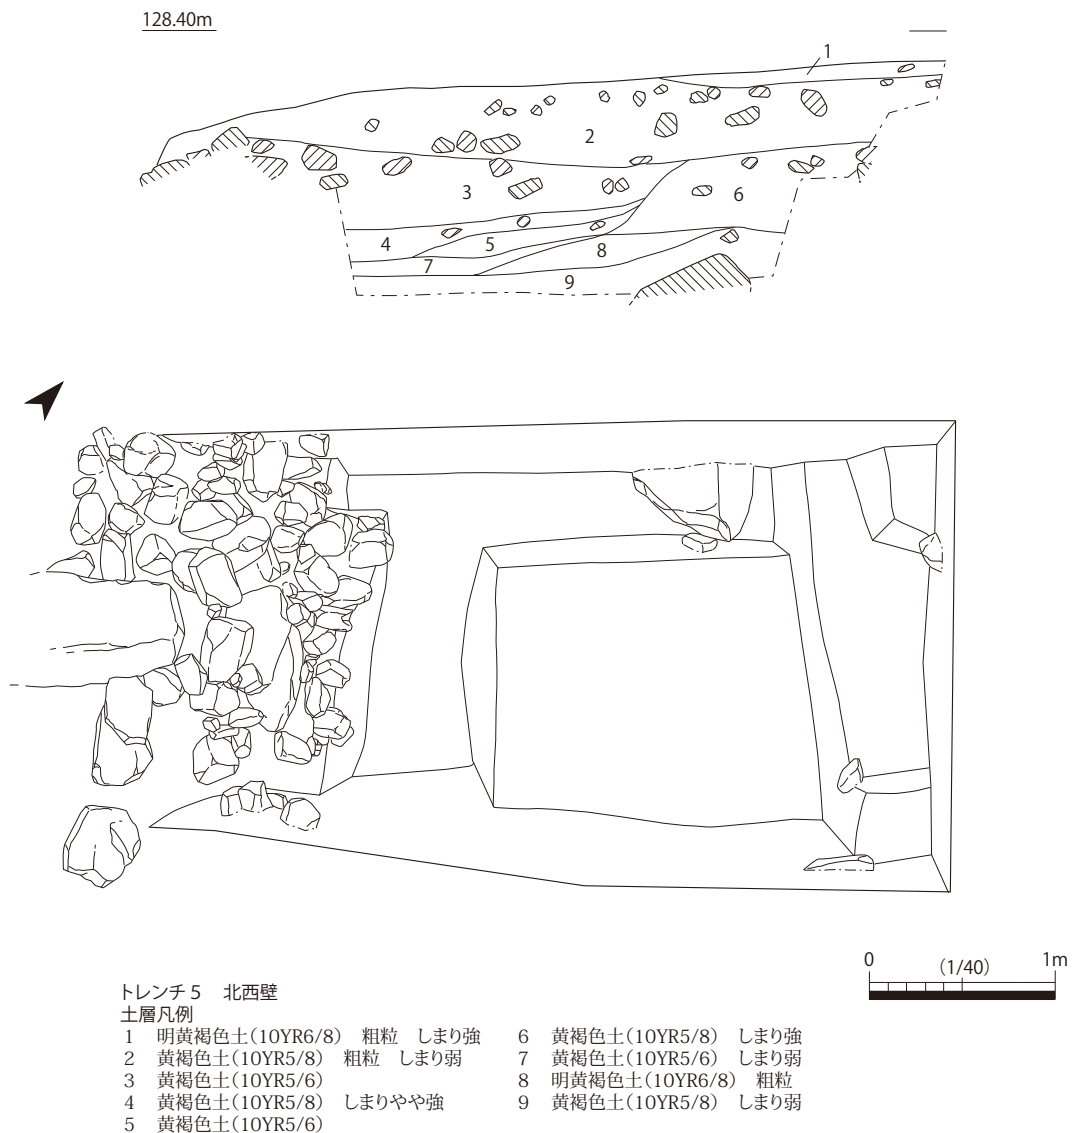 128.40m
1
2
3
6
4
5
8
7
9
0 (1/40) 1m
トレンチ5 北西壁
土層凡例
1 明黄褐色土(10YR6/8) 粗粒 しまり強
2 黄褐色土(10YR5/8) 粗粒 しまり弱
3 黄褐色土(10YR5/6)
4 黄褐色土(10YR5/8) しまりやや強
5 黄褐色土(10YR5/6)
6 黄褐色土(10YR5/8) しまり強
7 黄褐色土(10YR5/6) しまり弱
8 明黄褐色土(10YR6/8) 粗粒
9 黄褐色土(10YR5/8) しまり弱